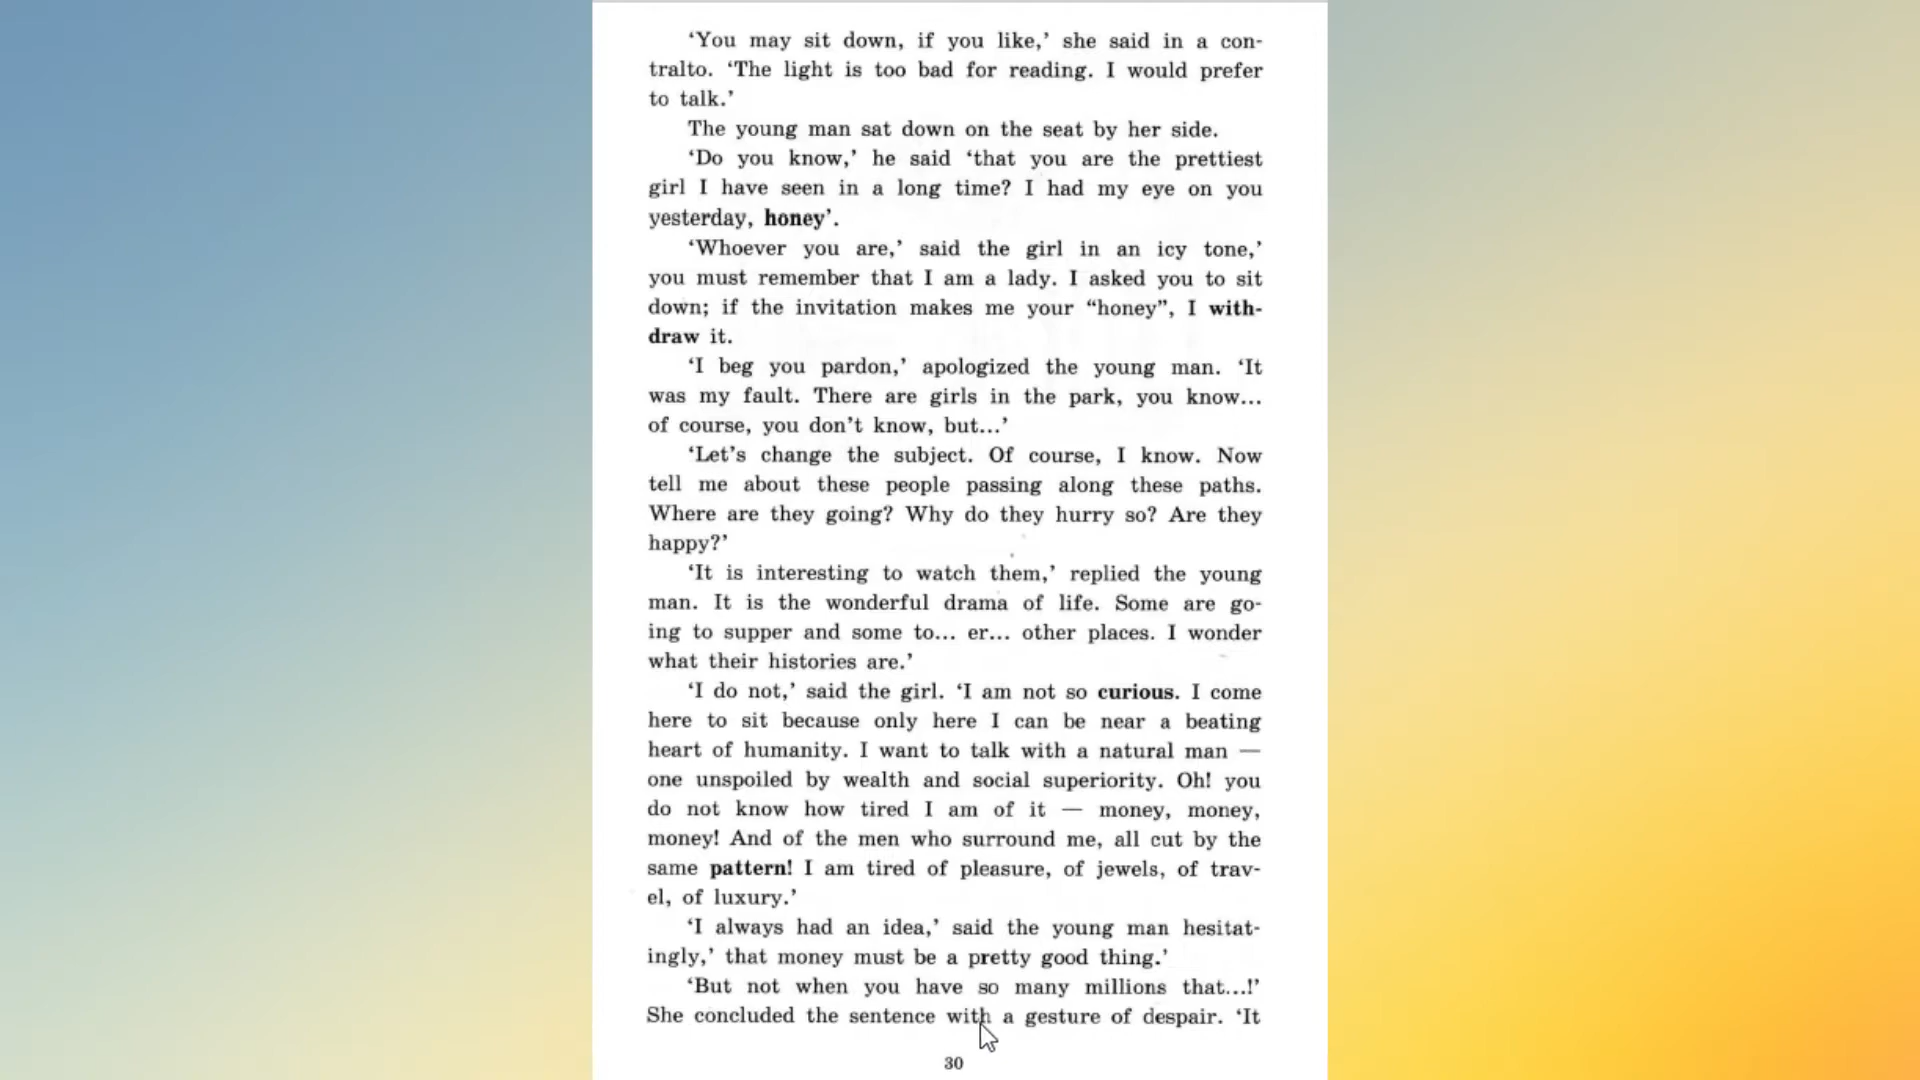 ‘You may sit down, if you like,’ she said in a con-
tralto. ‘The light is too bad for reading. I would prefer
to talk.’
The young man sat down on the seat by her side.
‘Do you know,’ he said ‘that you are the prettiest
girl I have seen in a long time? I had my eye on you
yesterday, honey’.
‘Whoever you are,’ said the girl in an icy tone,’
you must remember that I am a lady. I asked you to sit
down; if the invitation makes me your “honey”, I with-
draw it.
‘I beg you pardon,’ apologized the young man. ‘It
was my fault. There are girls in the park, you know...
of course, you don’t know, but...’
‘Let’s change the subject. Of course, I know. Now
tell me about these people passing along these paths.
Where are they going? Why do they hurry so? Are they
happy?’
‘It is interesting to watch them,’ replied the young
man. It is the wonderful drama of life. Some are go-
ing to supper and some to... er... other places. I wonder
what their histories are.’
‘I do not,’ said the girl. ‘I am not so curious. I come
here to sit because only here I can be near a beating
heart of humanity. I want to talk with a natural man —
one unspoiled by wealth and social superiority. Oh! you
do not know how tired I am of it — money, money,
money! And of the men who surround me, all cut by the
same pattern! I am tired of pleasure, of jewels, of trav-
el, of luxury.’
‘I always had an idea,’ said the young man hesitat-
ingly,’ that money must be a pretty good thing.’
‘But not when you have so many millions that...!’
She concluded the sentence with a gesture of despair. ‘It
30